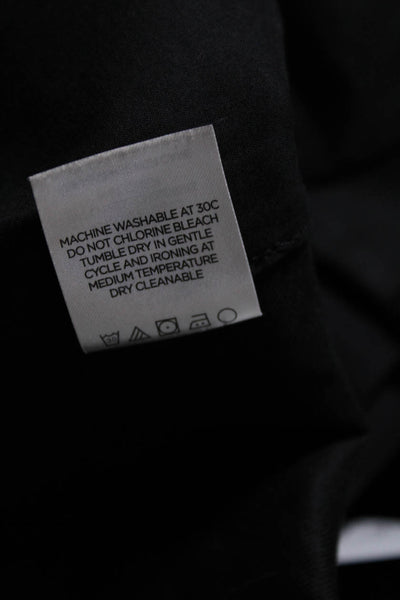 MACHINE WASHABLE AT 30C
DO NOT CHLORINE BLEACH
TUMBLE DRY IN GENTLE
CYCLE AND IRONING AT
MEDIUM TEMPERATURE
DRY CLEANABLE
30